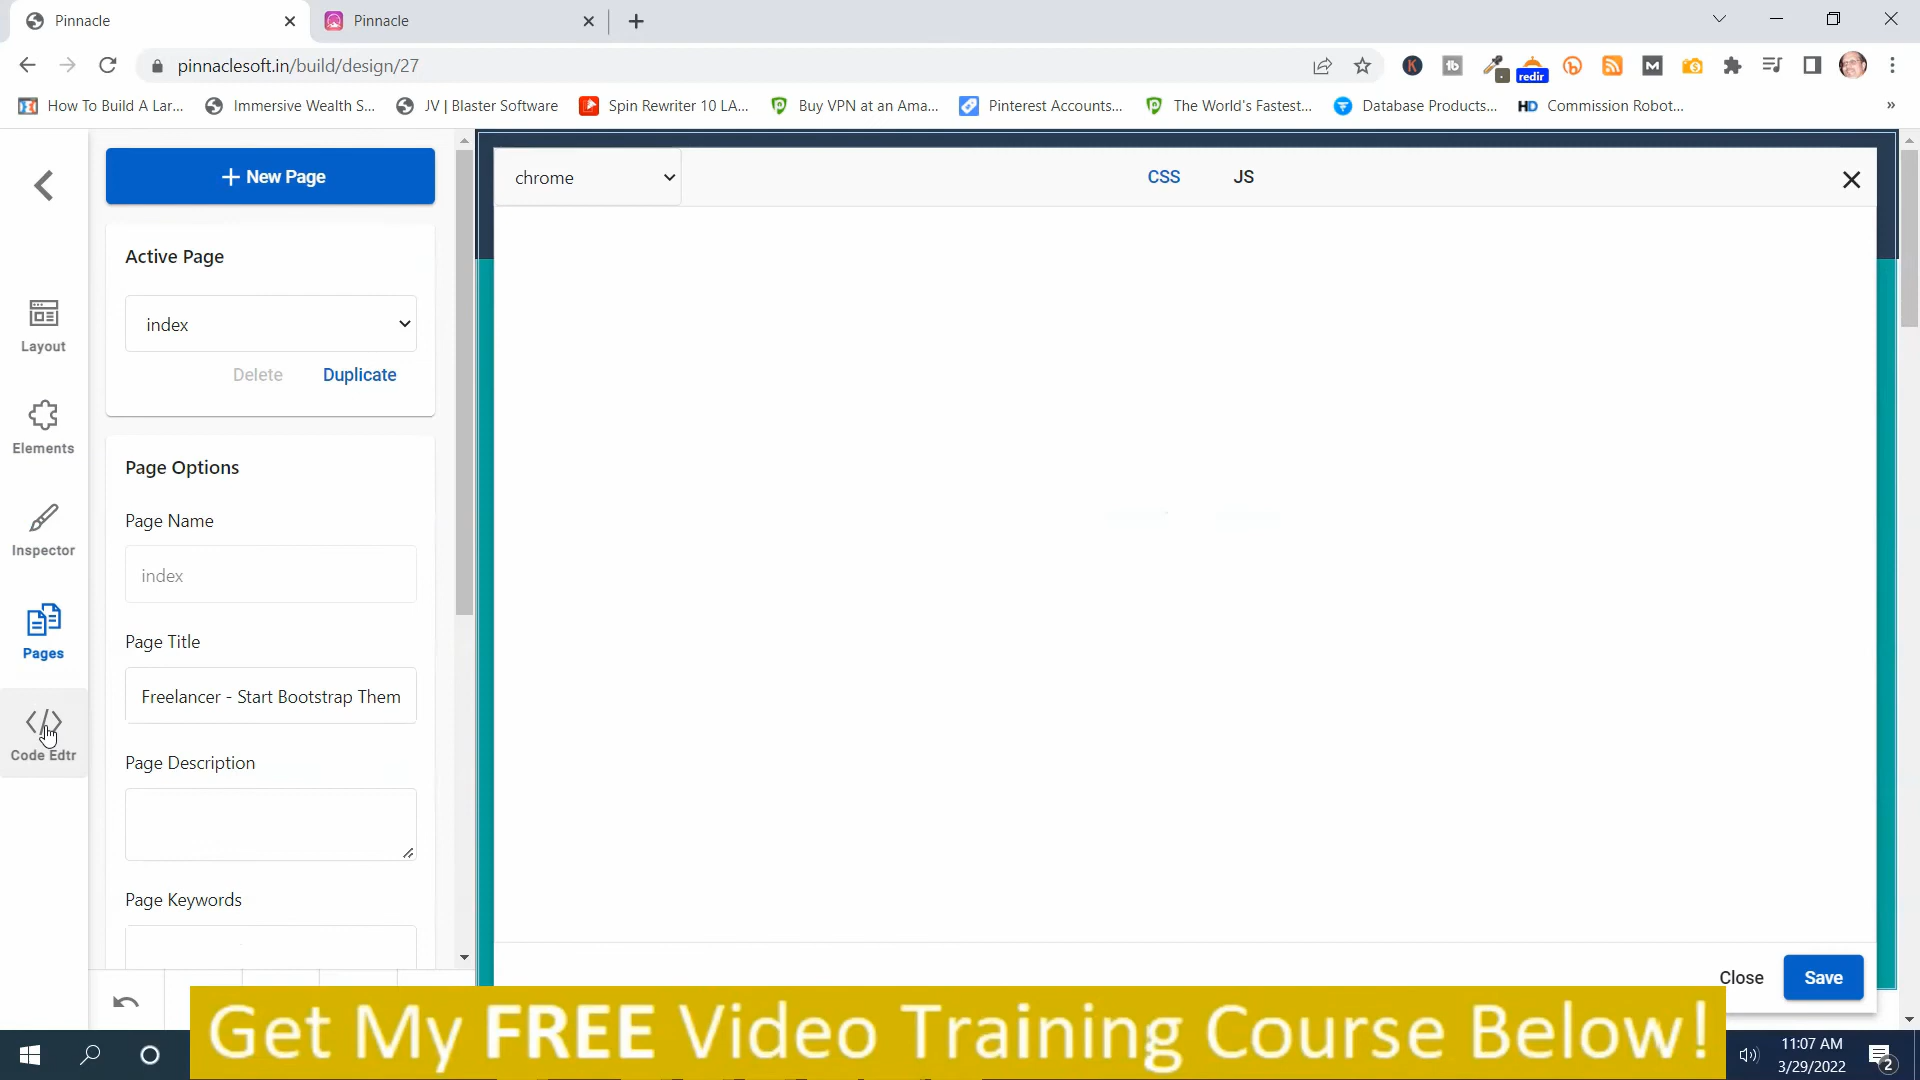 Pinnacle
Pinnacle
pinnaclesoft.in/build/design/27
redir
How To Build A Lar...
Immersive Wealth S...
JV | Blaster Software
Spin Rewriter 10 LA...
Buy VPN at an Ama...
Pinterest Accounts...
The World's Fastest...
Database Products...
HD Commission Robot...
»
Layout
Elements
Inspector
Pages
Code Edtr
+ New Page
Active Page
index
Delete
Duplicate
Page Options
Page Name
index
Page Title
Freelancer - Start Bootstrap Them
Page Description
Page Keywords
chrome
CSS
JS
Close
Save
Get My FREE Video Training Course Below!
11:07 AM
3/29/2022
2